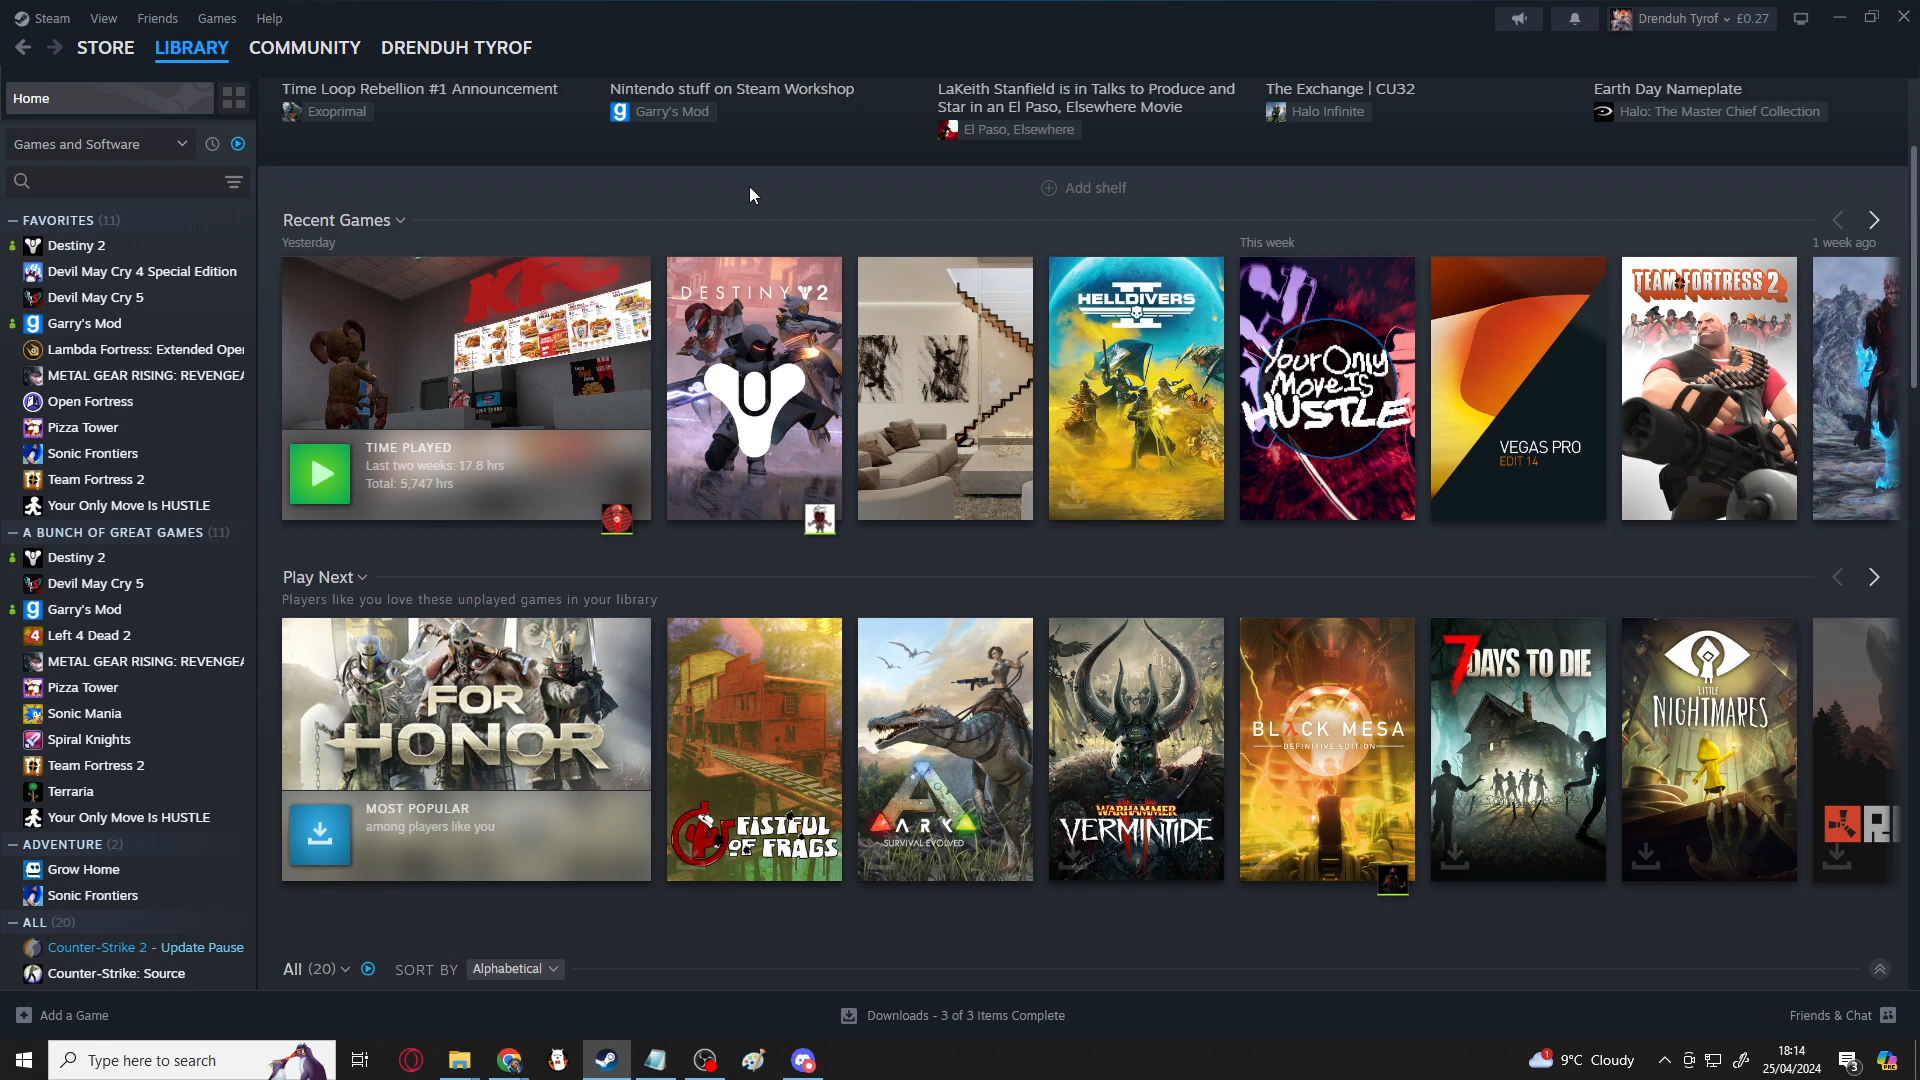 Steam View Friends Games Help
Drenduh Tyrof £0.27
STORE LIBRARY COMMUNITY DRENDUH TYROF
Home
Games and Software
FAVORITES (11)
Destiny 2
Devil May Cry 4 Special Edition
Devil May Cry 5
Garry's Mod
Lambda Fortress: Extended Oper
METAL GEAR RISING: REVENGEA
Open Fortress
Pizza Tower
Sonic Frontiers
Team Fortress 2
Your Only Move Is HUSTLE
A BUNCH OF GREAT GAMES (11)
Destiny 2
Devil May Cry 5
Garry's Mod
Left 4 Dead 2
METAL GEAR RISING: REVENGEA
Pizza Tower
Sonic Mania
Spiral Knights
Team Fortress 2
Terraria
Your Only Move Is HUSTLE
ADVENTURE (2)
Grow Home
Sonic Frontiers
ALL (20)
Counter-Strike 2 - Update Pause
Counter-Strike: Source
Time Loop Rebellion #1 Announcement
Exoprimal
Nintendo stuff on Steam Workshop
Garry's Mod
LaKeith Stanfield is in Talks to Produce and
Star in an El Paso, Elsewhere Movie
El Paso, Elsewhere
The Exchange | CU32
Halo Infinite
Earth Day Nameplate
Halo: The Master Chief Collection
Add shelf
Recent Games
Yesterday
This week
1 week ago
KFC
TIME PLAYED
Last two weeks: 17.8 hrs
Total: 5,747 hrs
DESTINY 2
HELLDIVERS
II
Your Only
Move Is
HUSTLE
VEGAS PRO
EDIT 14
TEAM FORTRESS 2
Play Next
Players like you love these unplayed games in your library
FOR
HONOR
MOST POPULAR
among players like you
FISTFUL
OF FRAGS
ARK
SURVIVAL EVOLVED
WARHAMMER
VERMINTIDE
BLACK MESA
DEFINITIVE EDITION
7 DAYS TO DIE
LITTLE
NIGHTMARES
R
All (20) SORT BY Alphabetical
Add a Game
Downloads - 3 of 3 Items Complete
Friends & Chat
Type here to search
1
9°C Cloudy
18:14
25/04/2024
3
PRE